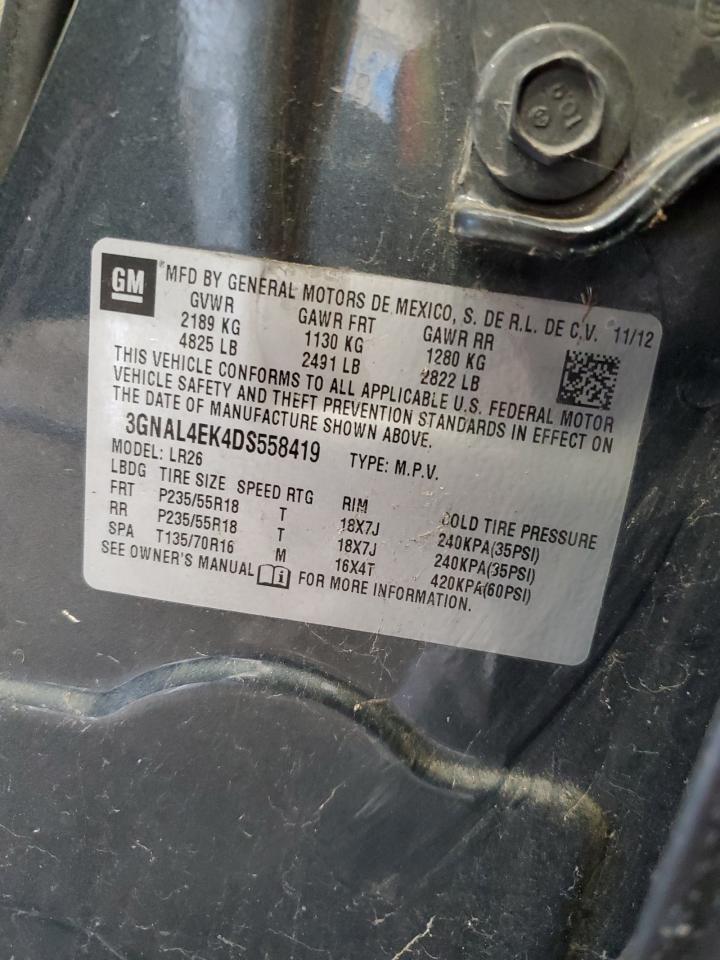 10.9
GM
MFD BY GENERAL MOTORS DE MEXICO, S. DE R.L. DE C.V. 11/12
GVWR GAWR FRT GAWR RR
2189 KG 1130 KG 1280 KG
4825 LB 2491 LB 2822 LB
THIS VEHICLE CONFORMS TO ALL APPLICABLE U.S. FEDERAL MOTOR
VEHICLE SAFETY AND THEFT PREVENTION STANDARDS IN EFFECT ON
THE DATE OF MANUFACTURE SHOWN ABOVE.
3GNAL4EK4DS558419 TYPE: M.P.V.
MODEL: LR26
LBDG TIRE SIZE SPEED RTG RIM COLD TIRE PRESSURE
FRT P235/55R18 T 18X7J 240KPA(35PSI)
RR P235/55R18 T 18X7J 240KPA(35PSI)
SPA T135/70R16 M 16X4T 420KPA(60PSI)
SEE OWNER'S MANUAL FOR MORE INFORMATION.